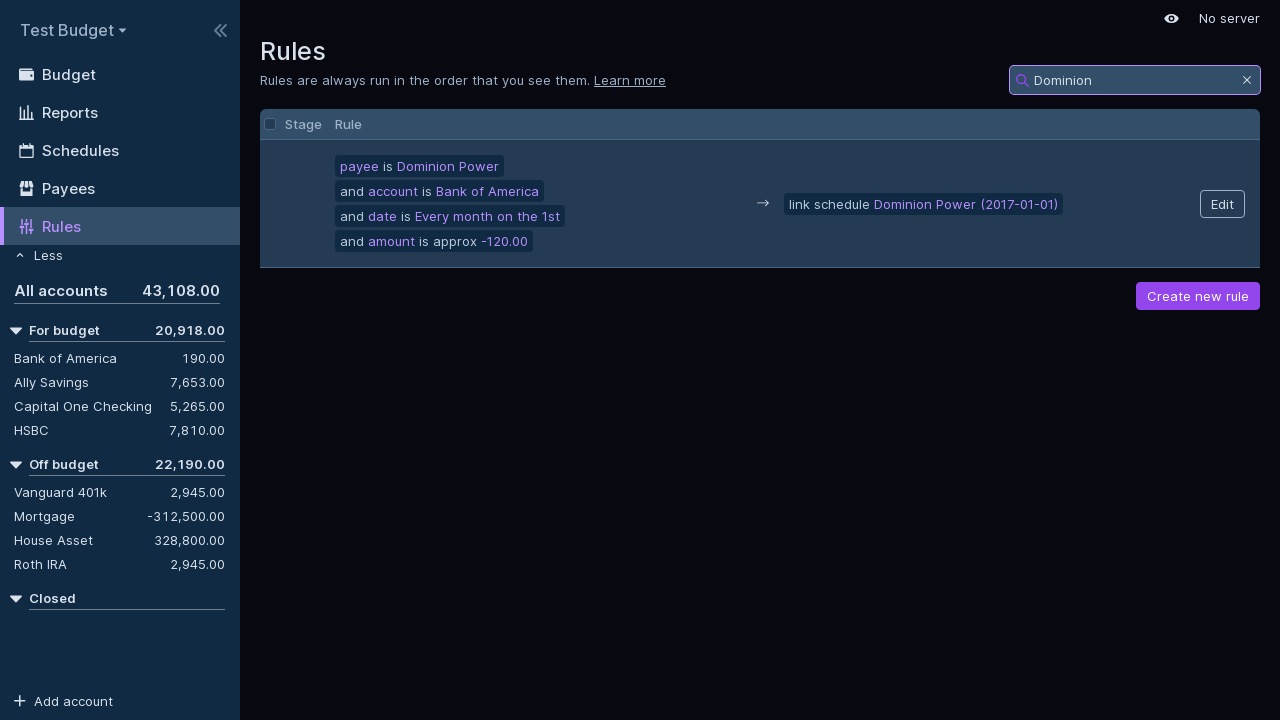 Test Budget
No server
Budget
Reports
Schedules
Payees
Rules
Less
All accounts 43,108.00
For budget 20,918.00
Bank of America 190.00
Ally Savings 7,653.00
Capital One Checking 5,265.00
HSBC 7,810.00
Off budget 22,190.00
Vanguard 401k 2,945.00
Mortgage -312,500.00
House Asset 328,800.00
Roth IRA 2,945.00
Closed
Add account
Rules
Rules are always run in the order that you see them. Learn more
Dominion
Stage Rule
payee is Dominion Power
and account is Bank of America
and date is Every month on the 1st
and amount is approx -120.00
→ link schedule Dominion Power (2017-01-01)
Edit
Create new rule